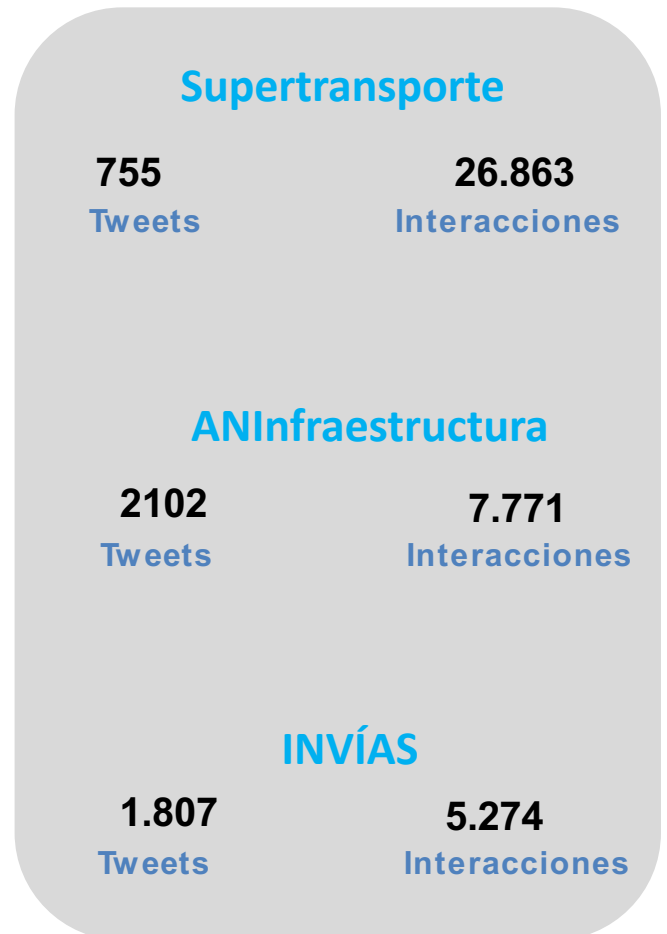 Supertransporte
755 26.863
Tweets Interacciones
ANInfraestructura
2102 7.771
Tweets Interacciones
INVÍAS
1.807 5.274
Tweets Interacciones